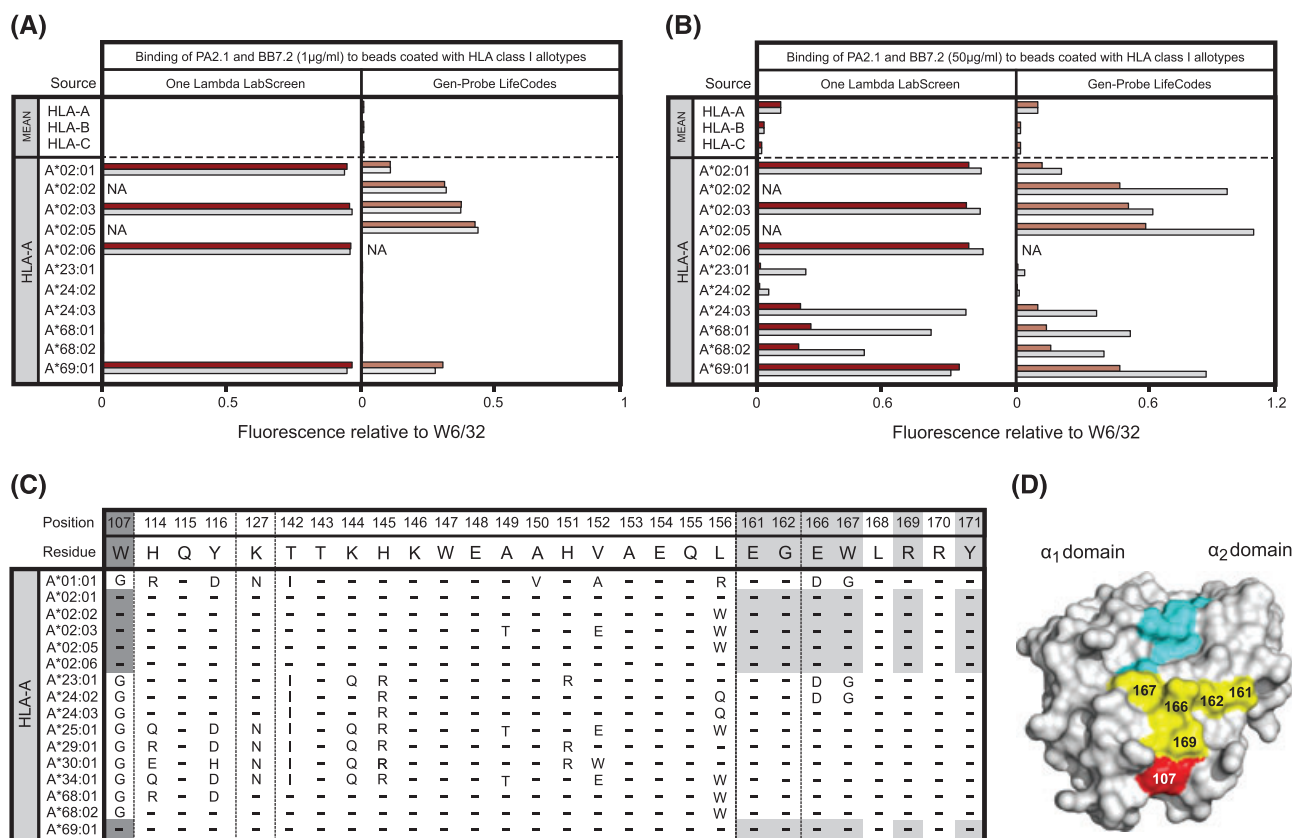 (A)
Binding of PA2.1 and BB7.2 (1µg/ml) to beads coated with HLA class I allotypes
Source One Lambda LabScreen Gen-Probe LifeCodes
MEAN
HLA-A
HLA-B
HLA-C
HLA-A
A*02:01
A*02:02 NA
A*02:03
A*02:05 NA
A*02:06 NA
A*23:01
A*24:02
A*24:03
A*68:01
A*68:02
A*69:01
0 0.5 0 0.5 1
Fluorescence relative to W6/32
(B)
Binding of PA2.1 and BB7.2 (50µg/ml) to beads coated with HLA class I allotypes
Source One Lambda LabScreen Gen-Probe LifeCodes
MEAN
HLA-A
HLA-B
HLA-C
HLA-A
A*02:01
A*02:02 NA
A*02:03
A*02:05 NA
A*02:06 NA
A*23:01
A*24:02
A*24:03
A*68:01
A*68:02
A*69:01
0 0.6 0 0.6 1.2
Fluorescence relative to W6/32
(C)
Position 107 114 115 116 127 142 143 144 145 146 147 148 149 150 151 152 153 154 155 156 161 162 166 167 168 169 170 171
Residue W H Q Y K T T K H K W E A A H V A E Q L E G E W L R R Y
HLA-A
A*01:01 G R - D N I - - - - - - - V - A - - - R - - D G - - - -
A*02:01 - - - - - - - - - - - - - - - - - - - - - - - - - - - -
A*02:02 - - - - - - - - - - - - - - - - - - - W - - - - - - - -
A*02:03 - - - - - - - - - - - - T - - E - - - W - - - - - - - -
A*02:05 - - - - - - - - - - - - - - - - - - - W - - - - - - - -
A*02:06 - - - - - - - - - - - - - - - - - - - - - - - - - - - -
A*23:01 G - - - - I - Q R - - - - - R - - - - - - - D G - - - -
A*24:02 G - - - - I - - R - - - - - - - - - - Q - - D G - - - -
A*24:03 G - - - - I - - R - - - - - - - - - - Q - - - - - - - -
A*25:01 G Q - D N I - Q R - - - T - - E - - - W - - - - - - - -
A*29:01 G R - D N I - Q R - - - - - R - - - - - - - - - - - - -
A*30:01 G E - H N I - Q R - - - - - R W - - - - - - - - - - - -
A*34:01 G Q - D N I - Q R - - - T - - E - - - W - - - - - - - -
A*68:01 G R - D - - - - - - - - - - - - - - - W - - - - - - - -
A*68:02 G - - - - - - - - - - - - - - - - - - W - - - - - - - -
A*69:01 - - - - - - - - - - - - - - - - - - - - - - - - - - - -
(D)
α1 domain α2 domain
167 166 162 161
169
107